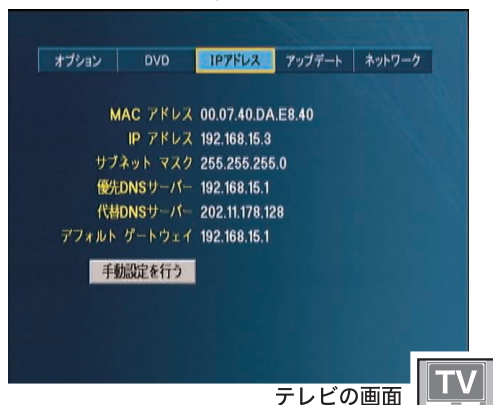 オプション DVD IPアドレス アップデート ネットワーク
MAC アドレス 00.07.40.DA.E8.40
IP アドレス 192.168.15.3
サブネット マスク 255.255.255.0
優先DNSサーバー 192.168.15.1
代替DNSサーバー 202.11.178.128
デフォルト ゲートウェイ 192.168.15.1
手動設定を行う
テレビの画面 TV